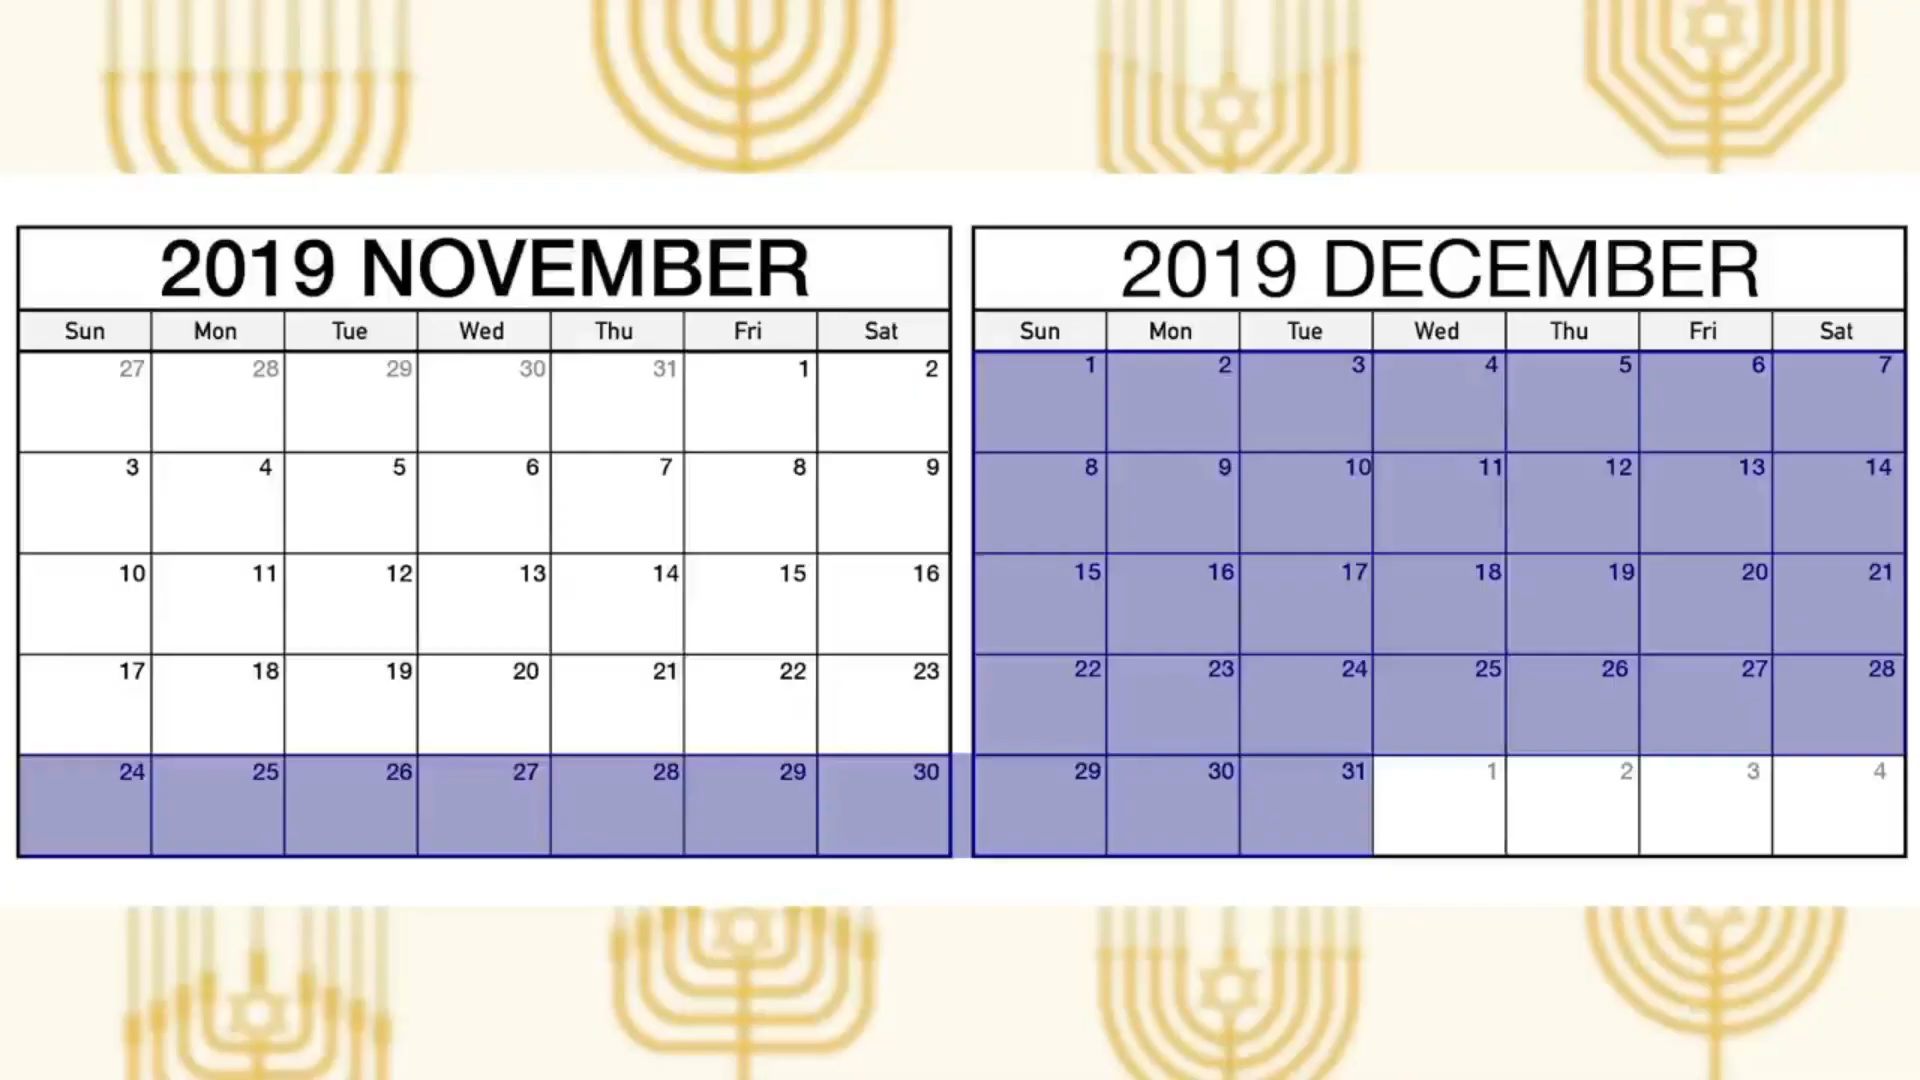 2019 NOVEMBER
Sun Mon Tue Wed Thu Fri Sat
27 28 29 30 31 1 2
3 4 5 6 7 8 9
10 11 12 13 14 15 16
17 18 19 20 21 22 23
24 25 26 27 28 29 30
2019 DECEMBER
Sun Mon Tue Wed Thu Fri Sat
1 2 3 4 5 6 7
8 9 10 11 12 13 14
15 16 17 18 19 20 21
22 23 24 25 26 27 28
29 30 31 1 2 3 4